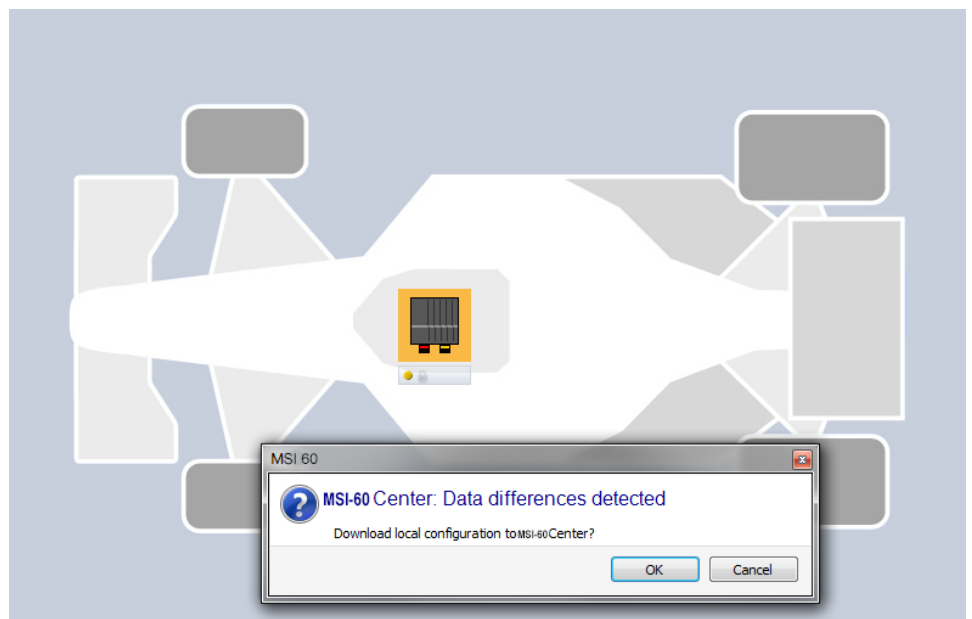 MSI 60
MSI-60 Center: Data differences detected
Download local configuration to MSI-60 Center?
OK Cancel